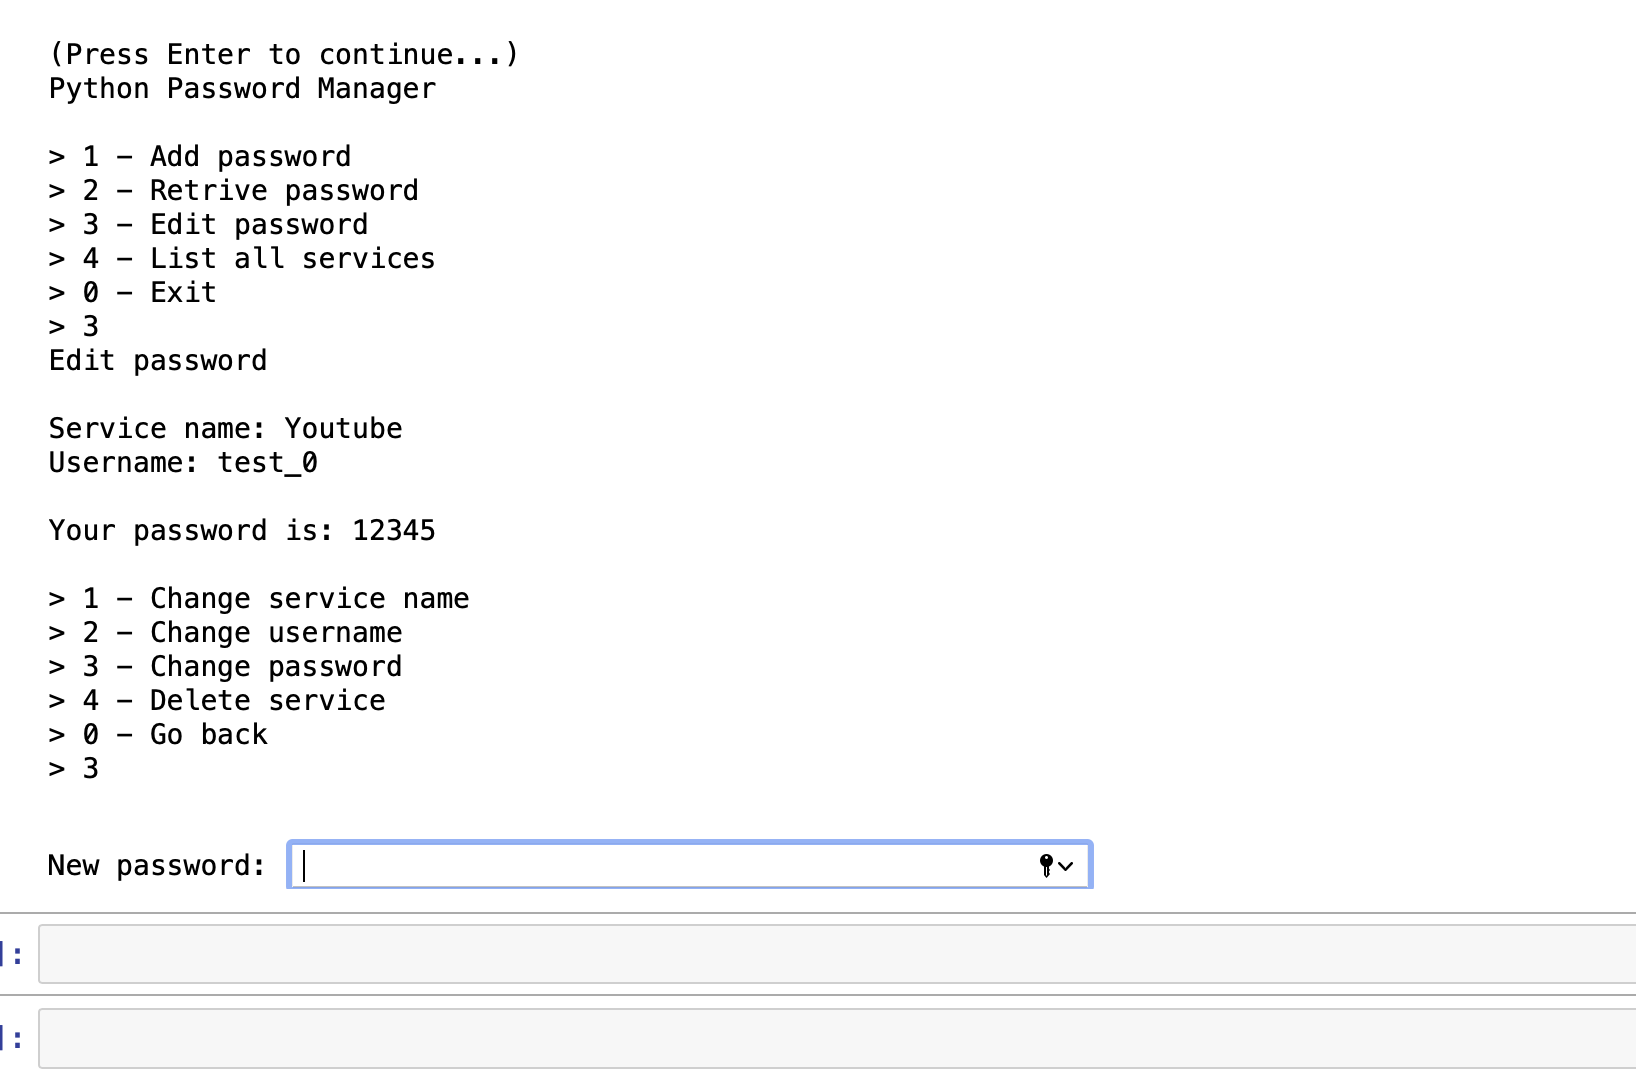 (Press Enter to continue...)
Python Password Manager
> 1 – Add password
> 2 – Retrive password
> 3 – Edit password
> 4 – List all services
> 0 – Exit
> 3
Edit password
Service name: Youtube
Username: test_0
Your password is: 12345
> 1 – Change service name
> 2 – Change username
> 3 – Change password
> 4 – Delete service
> 0 – Go back
> 3
New password:
]:
]: